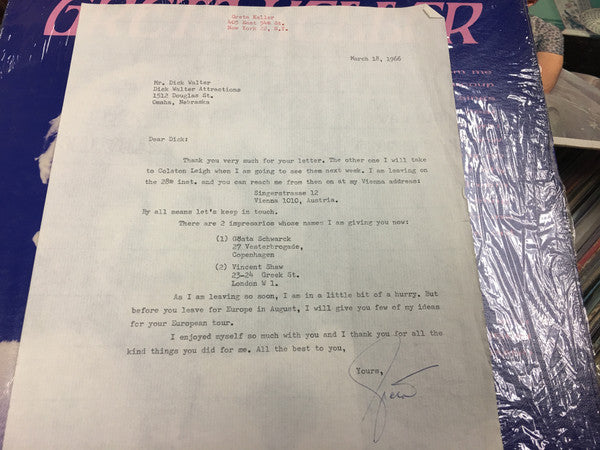 Greta Keller
405 East 54th St.
New York 22, N.Y.
March 18, 1966
Mr. Dick Walter
Dick Walter Attractions
1512 Douglas St.
Omaha, Nebraska
Dear Dick:
Thank you very much for your letter. The other one I will take
to Colston Leigh when I am going to see them next week. I am leaving on
the 28th inst. and you can reach me from then on at my Vienna address:
Singerstrasse 12
Vienna 1010, Austria.
By all means let's keep in touch.
There are 2 impresarios whose names I am giving you now:
(1) Gösta Schwarck
27 Vesterbrogade,
Copenhagen
(2) Vincent Shaw
23-24 Greek St.
London W 1.
As I am leaving so soon, I am in a little bit of a hurry. But
before you leave for Europe in August, I will give you few of my ideas
for your European tour.
I enjoyed myself so much with you and I thank you for all the
kind things you did for me. All the best to you,
Yours,
Greta